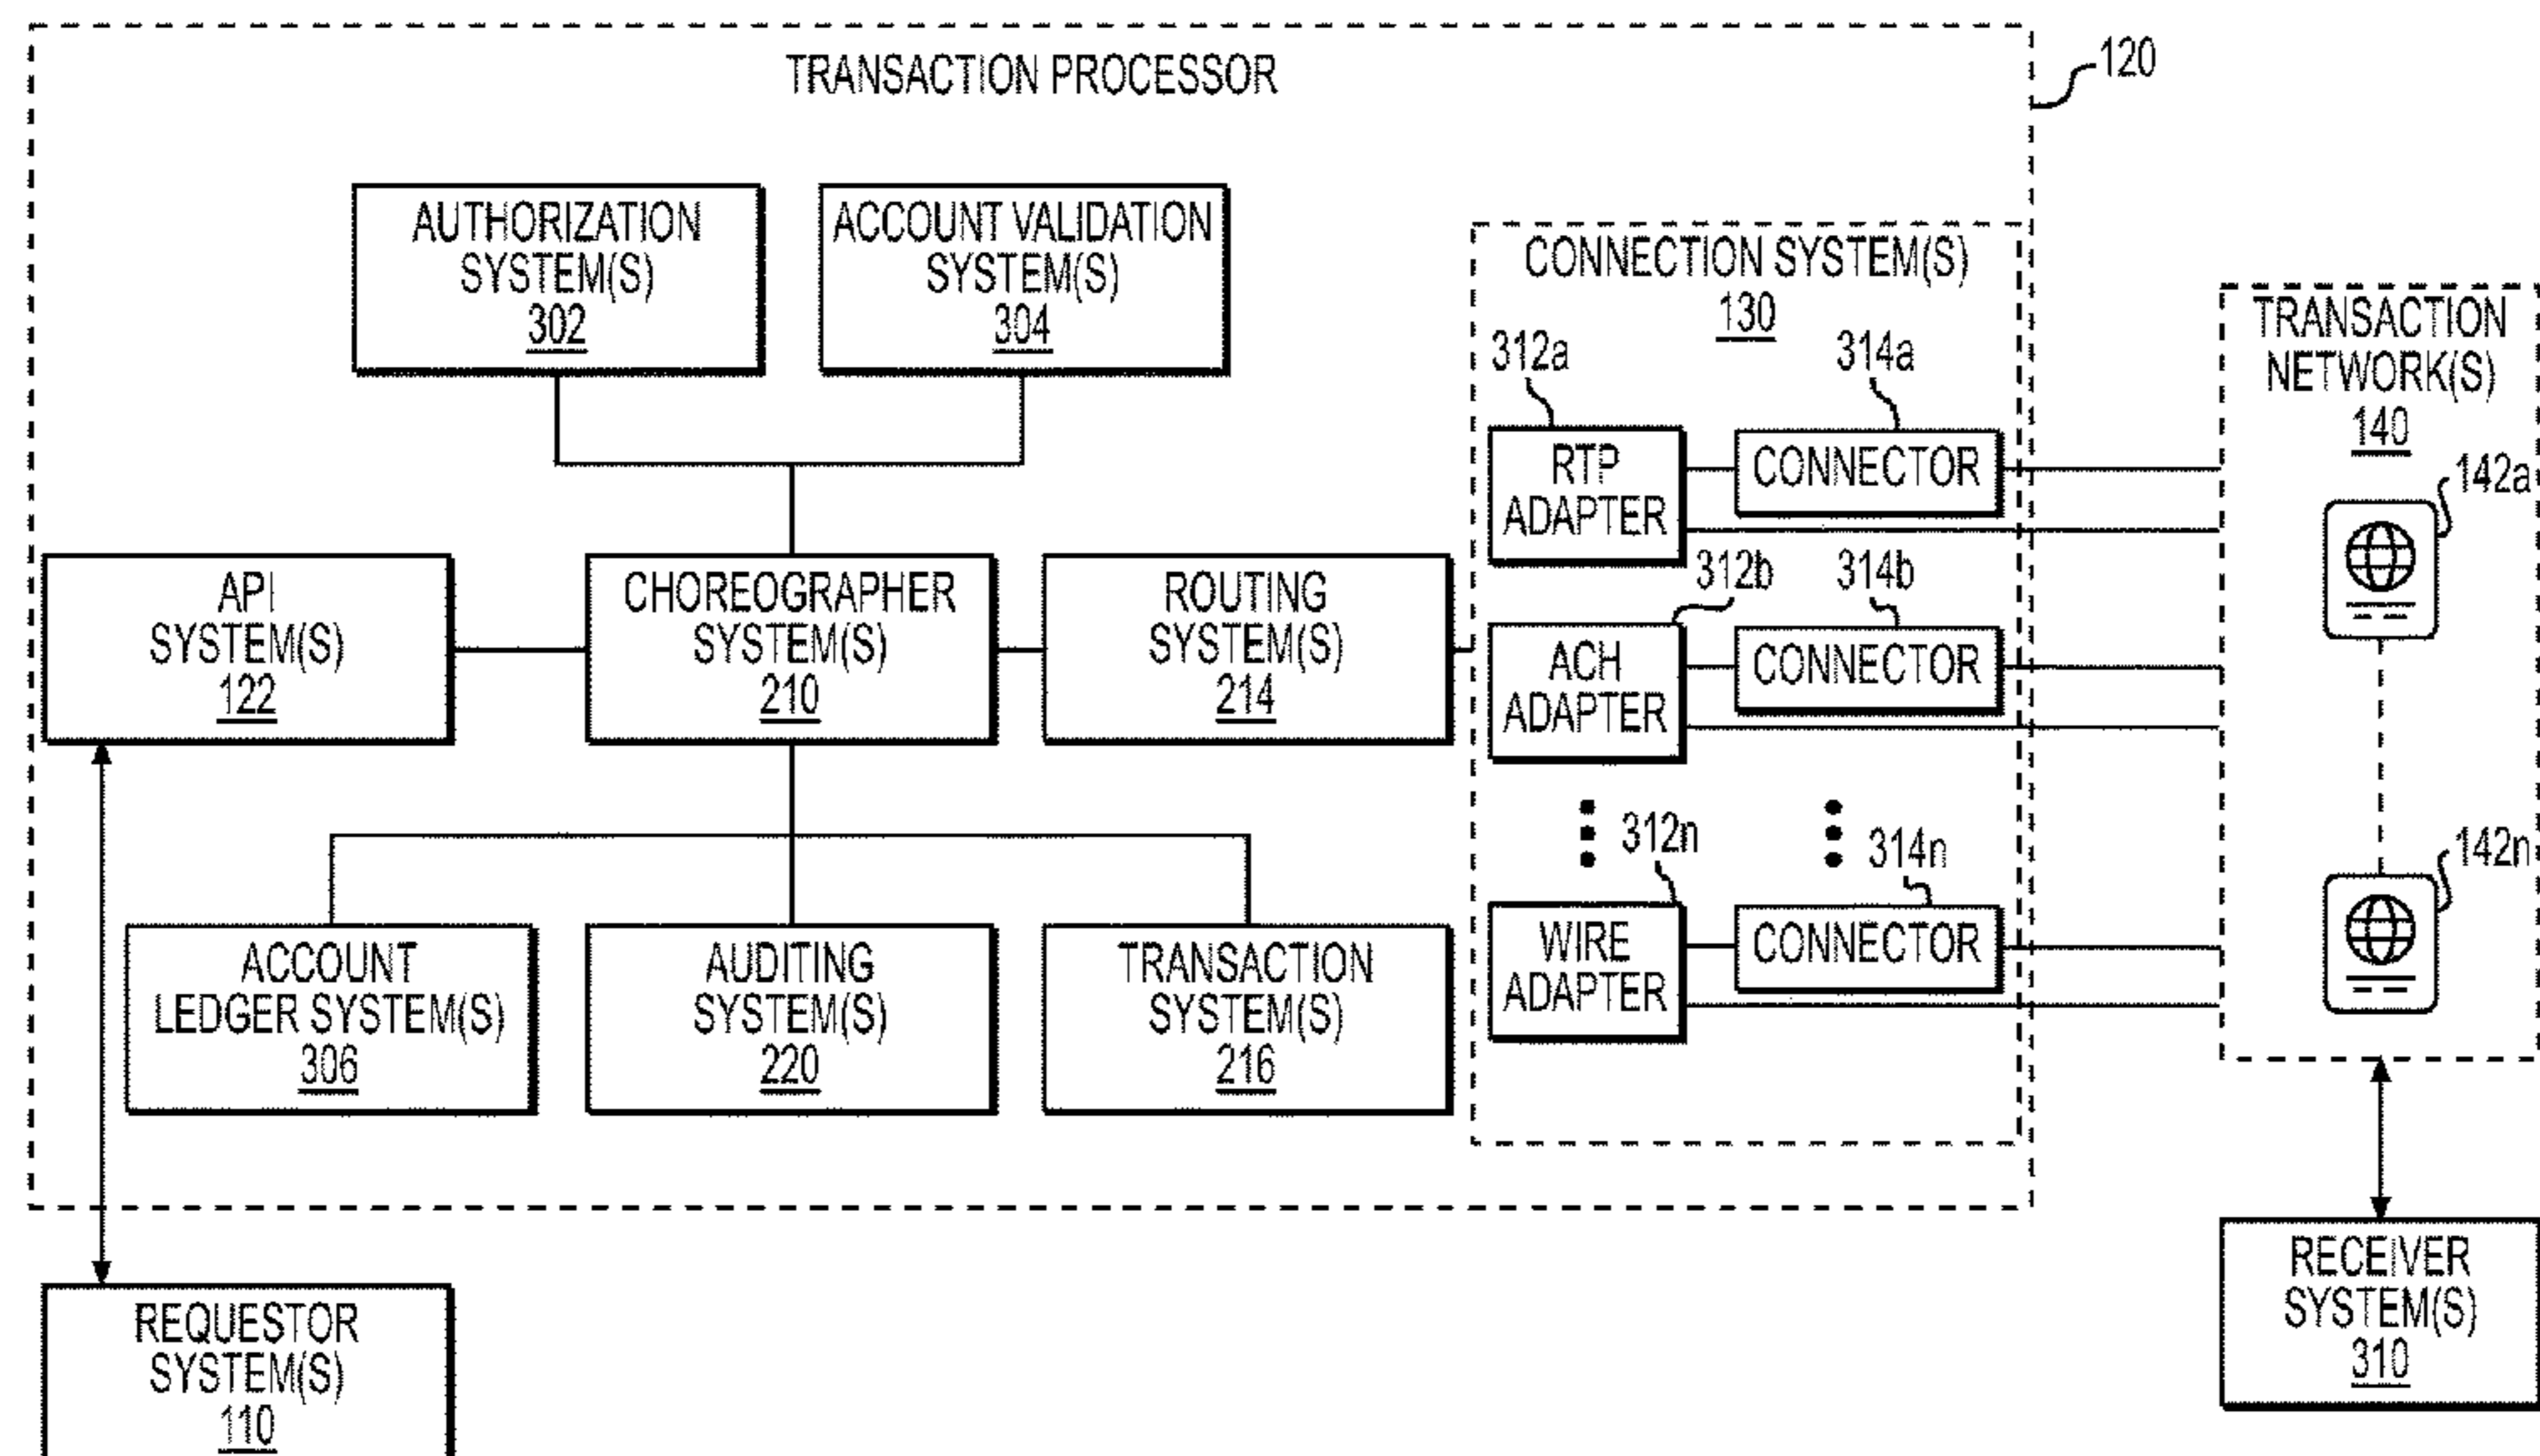 TRANSACTION PROCESSOR
120
AUTHORIZATION
SYSTEM(S)
302
ACCOUNT VALIDATION
SYSTEM(S)
304
CONNECTION SYSTEM(S)
130
TRANSACTION
NETWORK(S)
140
312a
314a
RTP
ADAPTER
CONNECTOR
142a
API
SYSTEM(S)
122
CHOREOGRAPHER
SYSTEM(S)
210
ROUTING
SYSTEM(S)
214
312b
314b
ACH
ADAPTER
CONNECTOR
312n
314n
142n
ACCOUNT
LEDGER SYSTEM(S)
306
AUDITING
SYSTEM(S)
220
TRANSACTION
SYSTEM(S)
216
WIRE
ADAPTER
CONNECTOR
REQUESTOR
SYSTEM(S)
110
RECEIVER
SYSTEM(S)
310